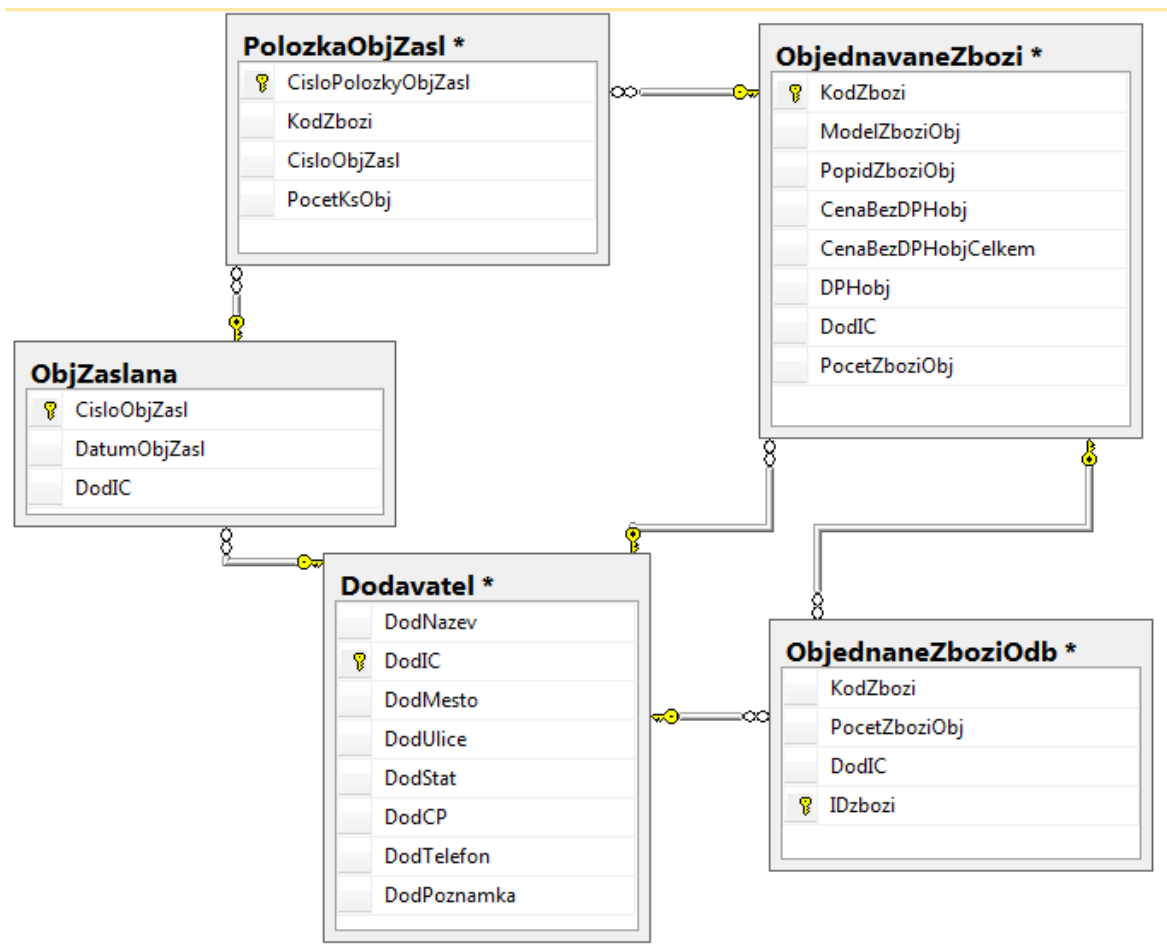 PolozkaObjZasl *
CisloPolozkyObjZasl
KodZbozi
CisloObjZasl
PocetKsObj
ObjednavaneZbozi *
KodZbozi
ModelZboziObj
PopidZboziObj
CenaBezDPHobj
CenaBezDPHobjCelkem
DPHobj
DodIC
PocetZboziObj
ObjZaslana
CisloObjZasl
DatumObjZasl
DodIC
Dodavatel *
DodNazev
DodIC
DodMesto
DodUlice
DodStat
DodCP
DodTelefon
DodPoznamka
ObjednaneZboziOdb *
KodZbozi
PocetZboziObj
DodIC
IDzbozi